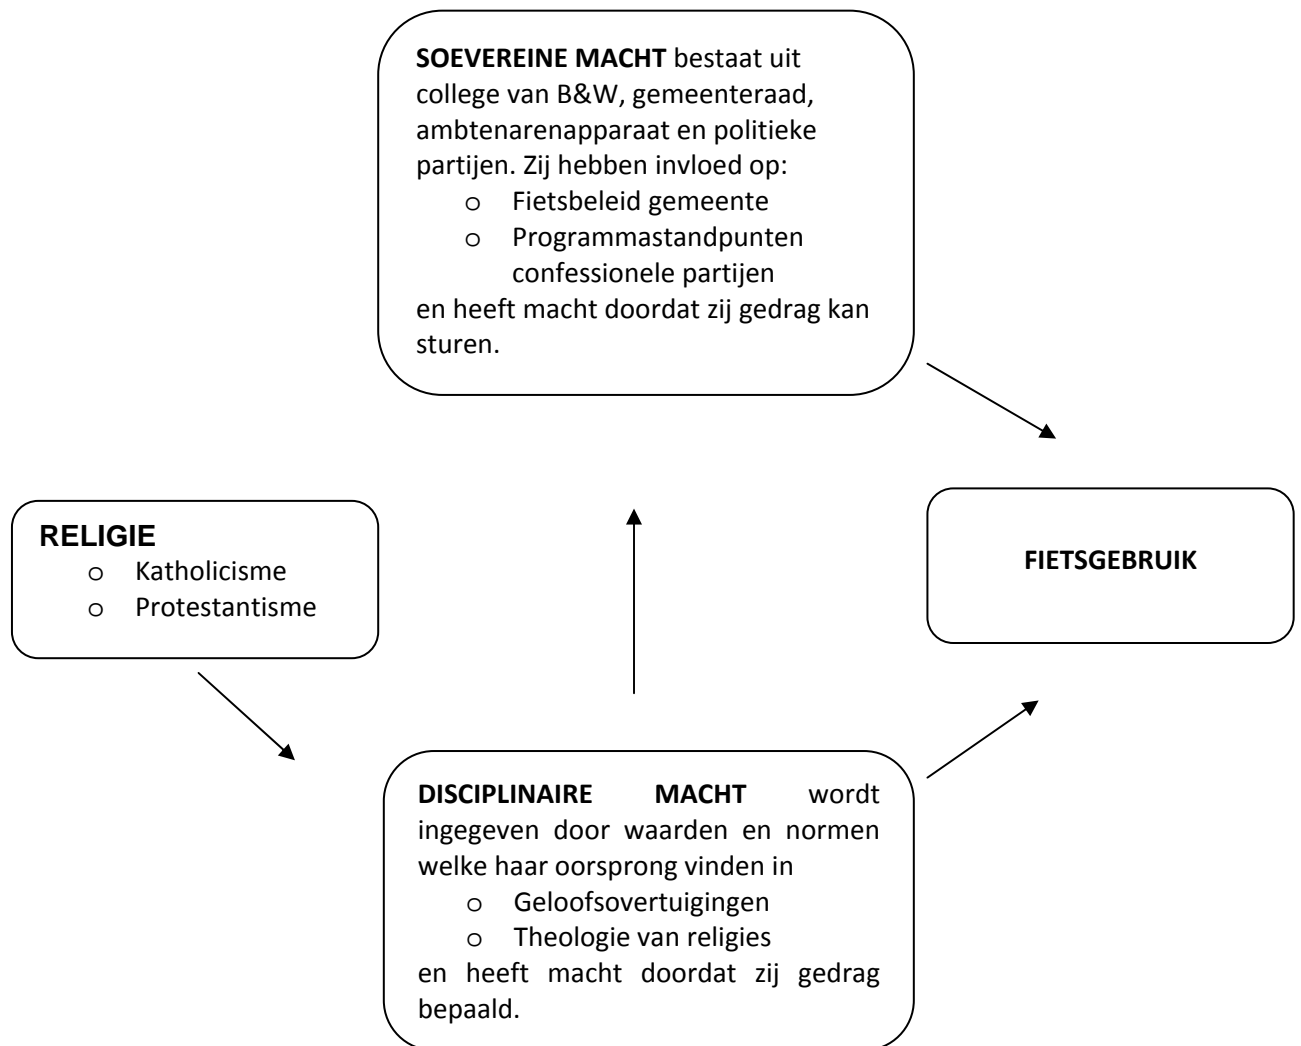 SOEVEREINE MACHT bestaat uit
college van B&W, gemeenteraad,
ambtenarenapparaat en politieke
partijen. Zij hebben invloed op:
o Fietsbeleid gemeente
o Programmastandpunten
confessionele partijen
en heeft macht doordat zij gedrag kan
sturen.
RELIGIE
o Katholicisme
o Protestantisme
FIETSGEBRUIK
DISCIPLINAIRE MACHT wordt
ingegeven door waarden en normen
welke haar oorsprong vinden in
o Geloofsovertuigingen
o Theologie van religies
en heeft macht doordat zij gedrag
bepaald.